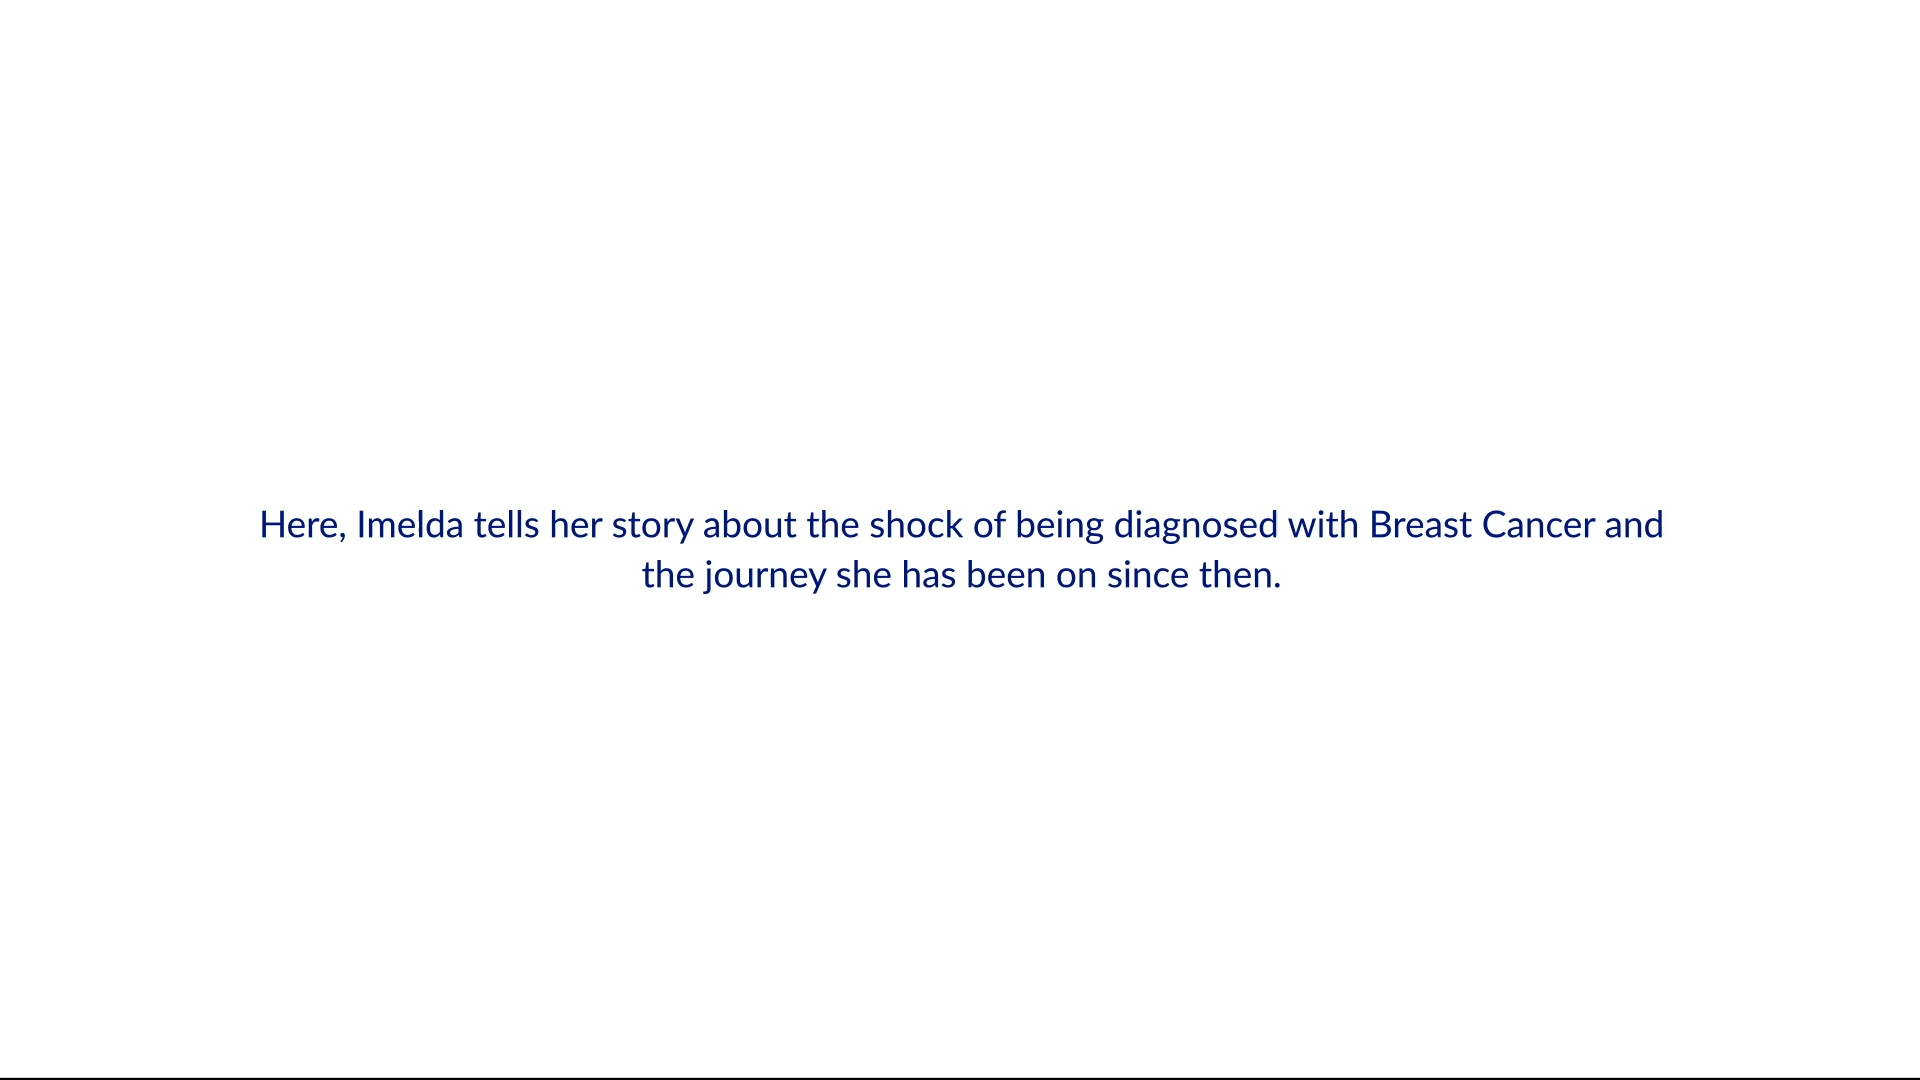 Here, Imelda tells her story about the shock of being diagnosed with Breast Cancer and
the journey she has been on since then.